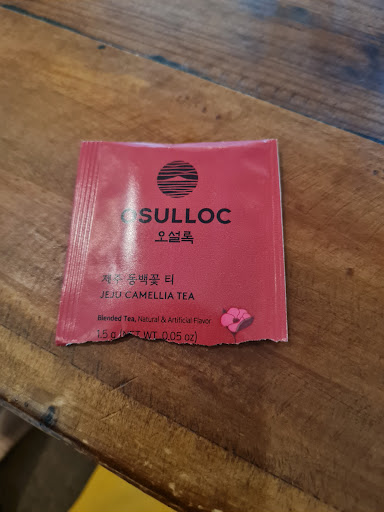 OSULLOC
오설록
제주 동백꽃 티
JEJU CAMELLIA TEA
Blended Tea, Natural & Artificial Flavor
1.5 g (NET WT. 0.05 oz)